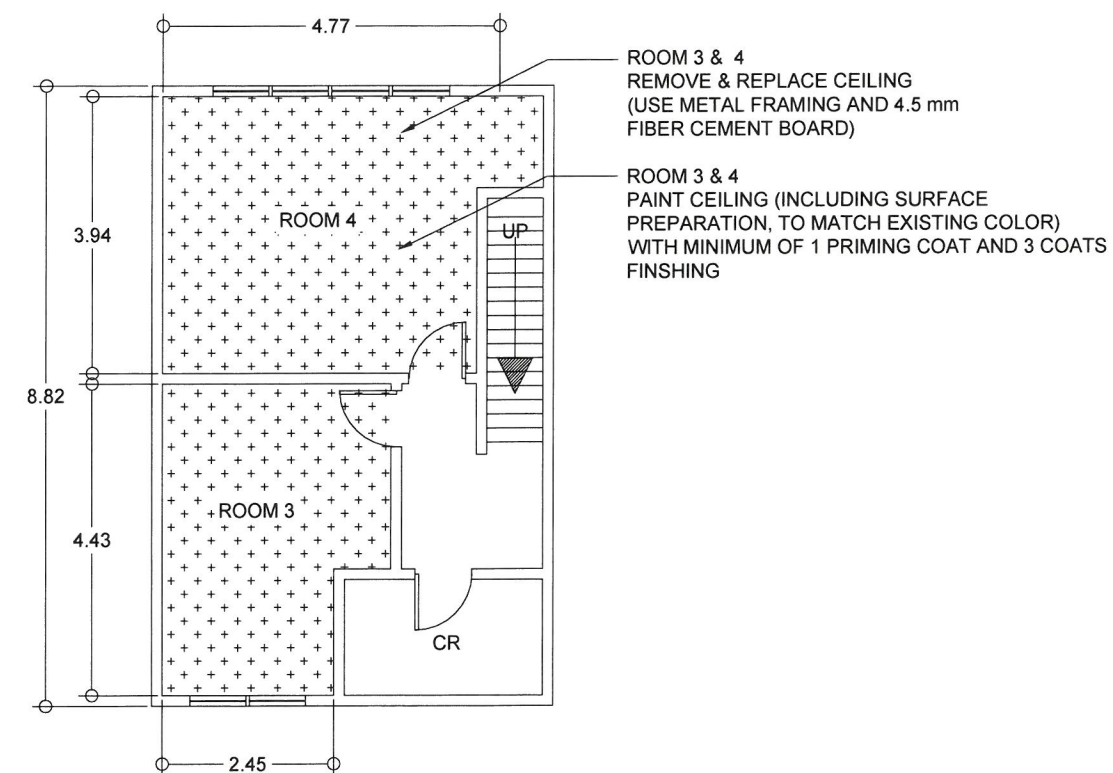 4.77
ROOM 3 & 4
REMOVE & REPLACE CEILING
(USE METAL FRAMING AND 4.5 mm
FIBER CEMENT BOARD)
ROOM 3 & 4
PAINT CEILING (INCLUDING SURFACE
PREPARATION, TO MATCH EXISTING COLOR)
WITH MINIMUM OF 1 PRIMING COAT AND 3 COATS
FINSHING
ROOM 4
UP
3.94
8.82
ROOM 3
4.43
CR
2.45